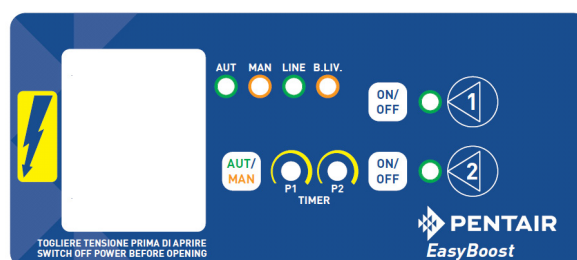 AUT MAN LINE B.LIV.
ON/
OFF
1
AUT/
MAN
P1 P2
TIMER
ON/
OFF
2
TOGLIERE TENSIONE PRIMA DI APRIRE
SWITCH OFF POWER BEFORE OPENING
PENTAIR
EasyBoost